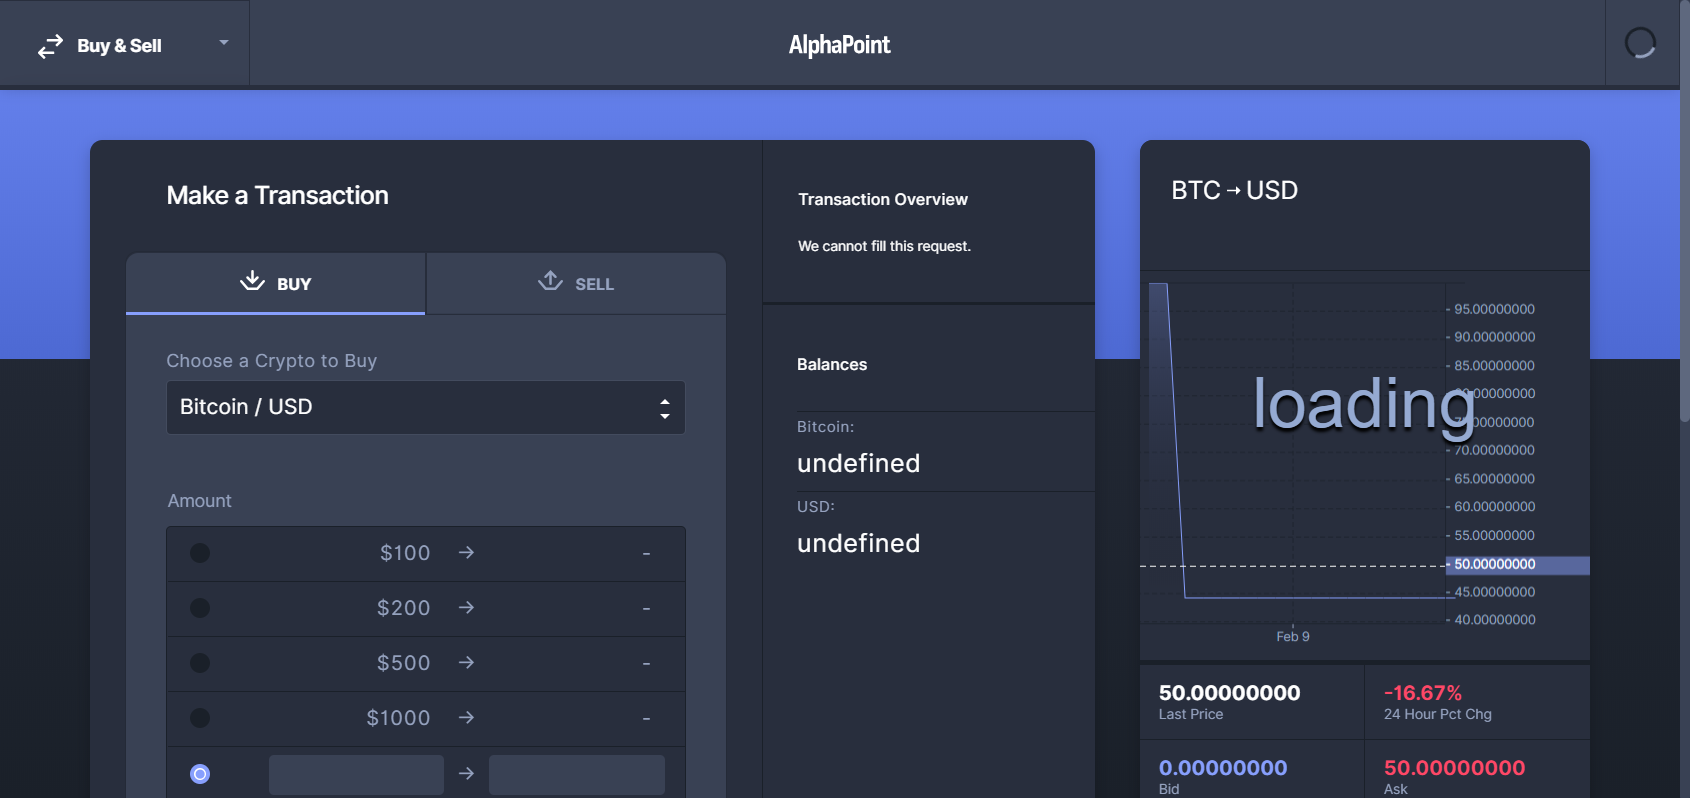 Buy & Sell
AlphaPoint
Make a Transaction
BUY
SELL
Choose a Crypto to Buy
Bitcoin / USD
Amount
$100 → -
$200 → -
$500 → -
$1000 → -
→
Transaction Overview
We cannot fill this request.
Balances
Bitcoin:
undefined
USD:
undefined
BTC → USD
loading
95.00000000
90.00000000
85.00000000
75.00000000
70.00000000
65.00000000
60.00000000
55.00000000
50.00000000
45.00000000
40.00000000
Feb 9
50.00000000
Last Price
-16.67%
24 Hour Pct Chg
0.00000000
Bid
50.00000000
Ask